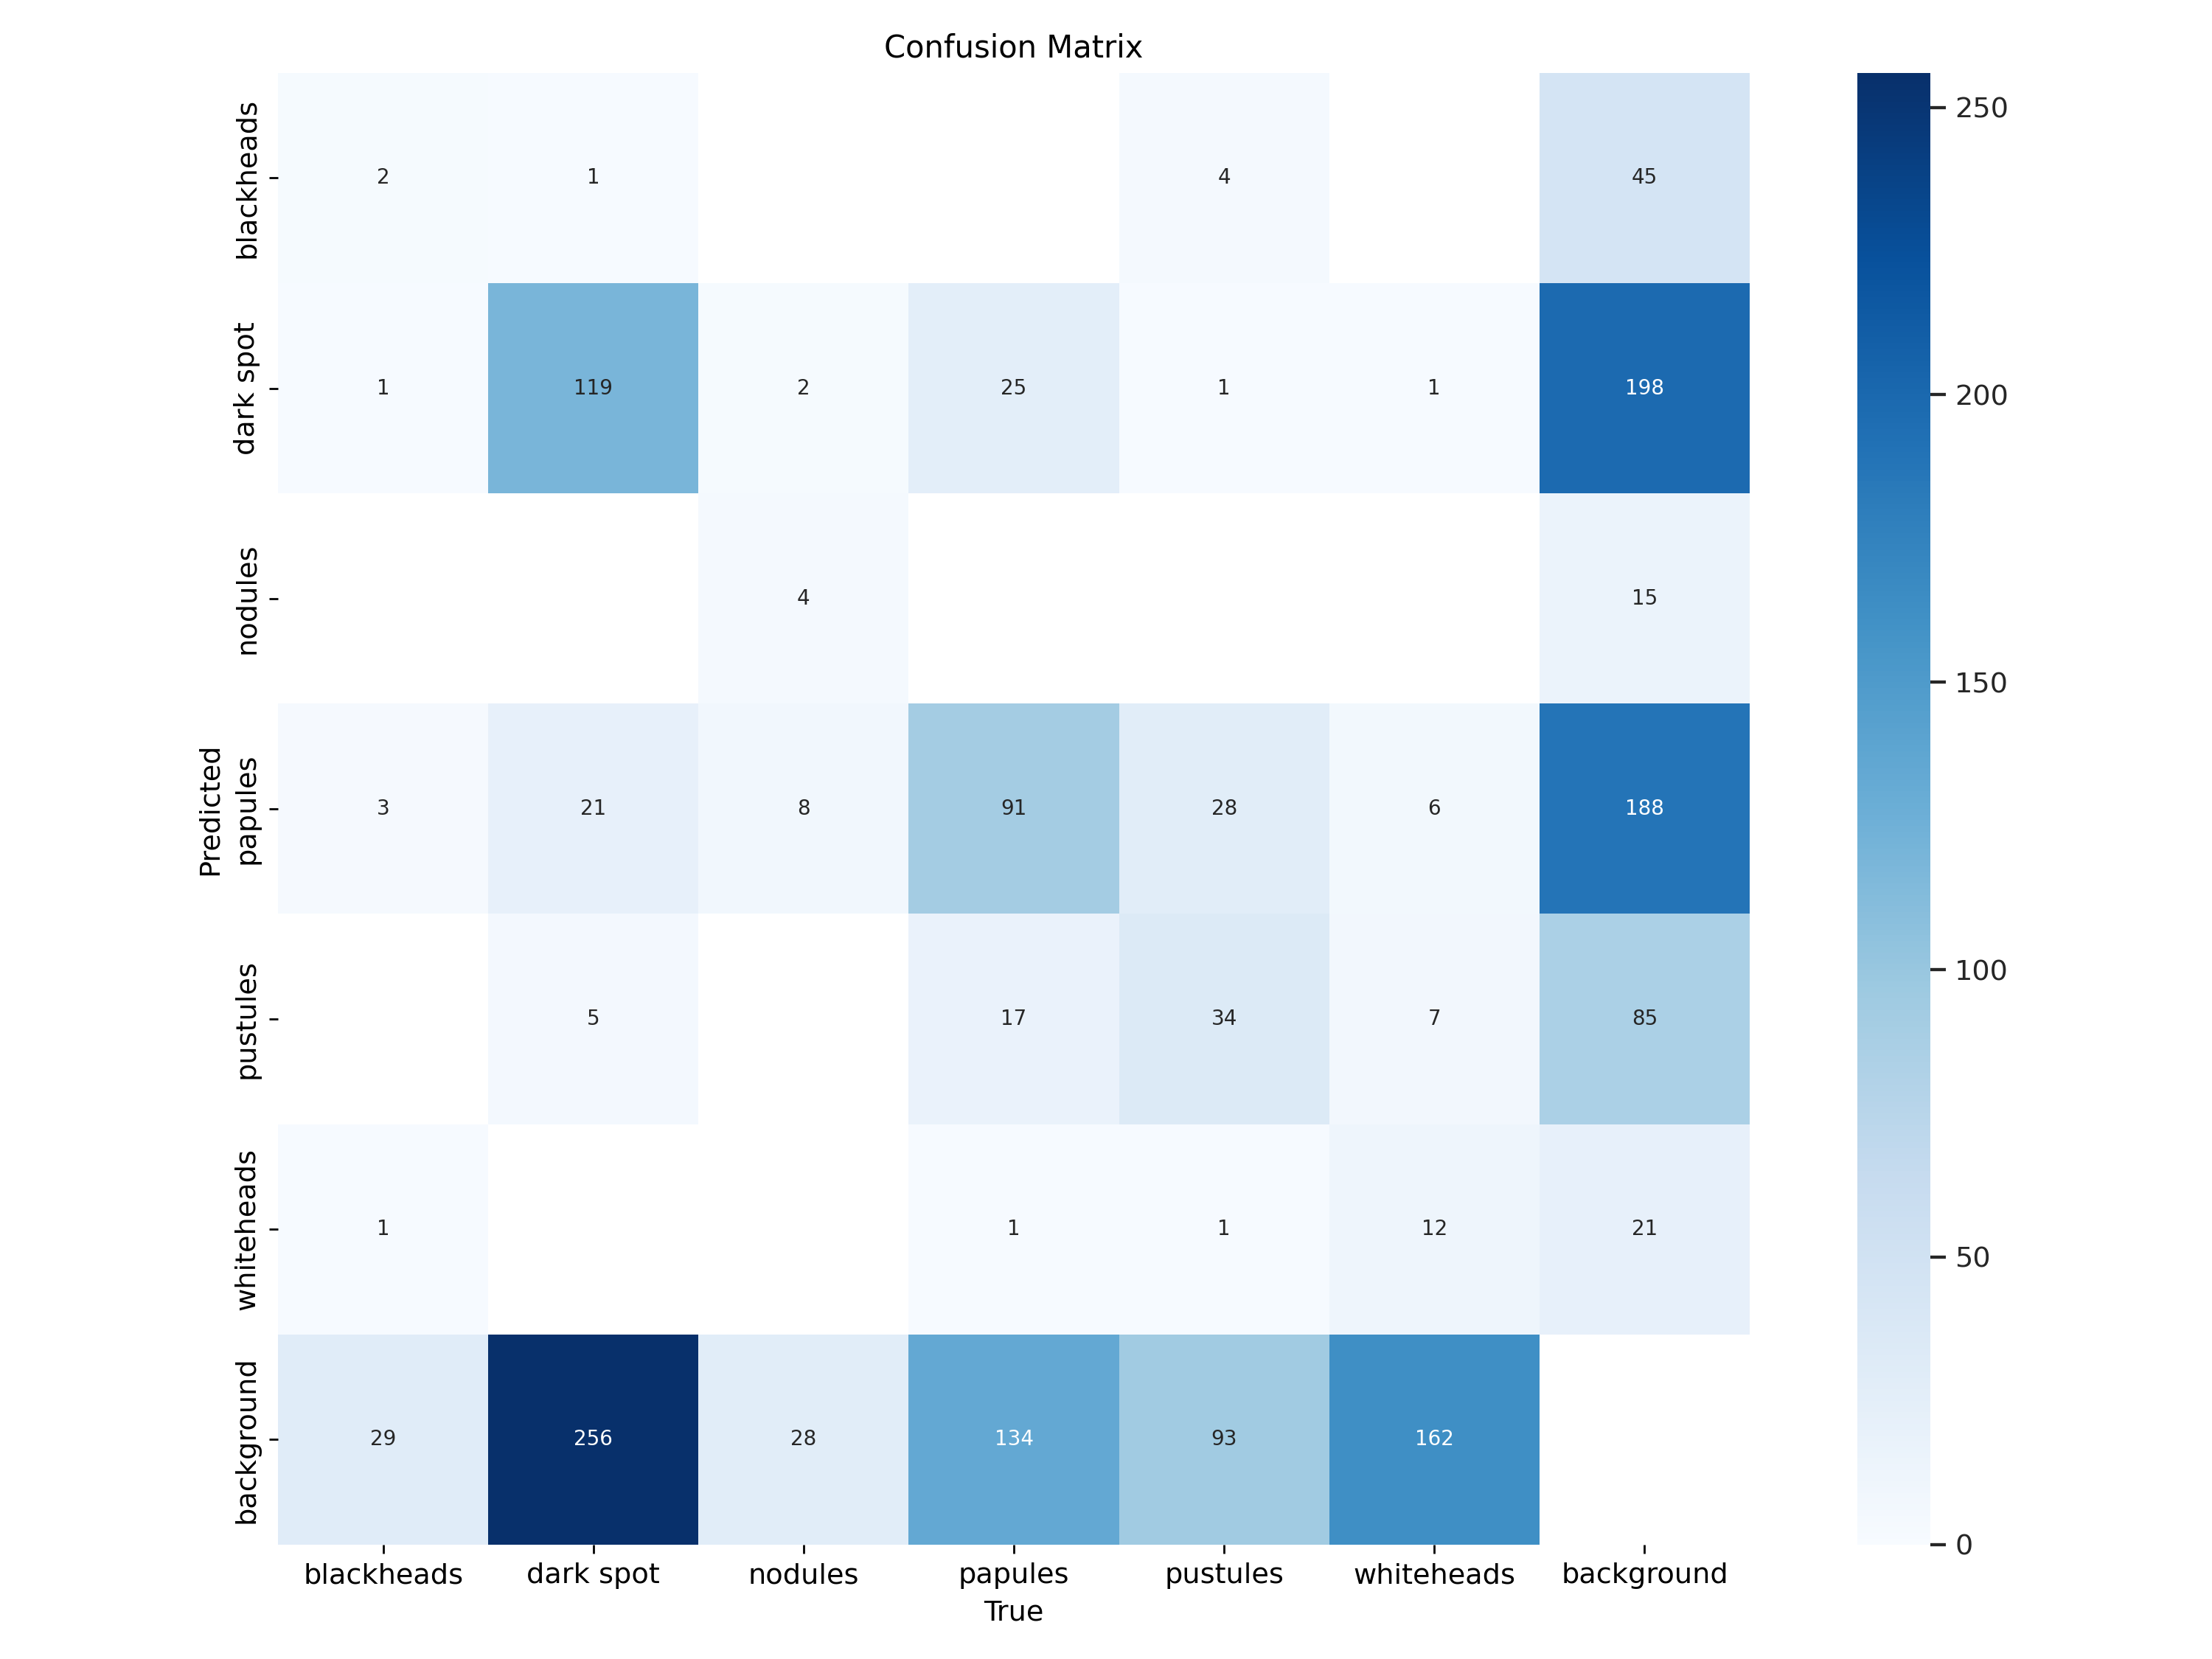 Confusion Matrix
blackheads
2 1 4 45
dark spot
1 119 2 25 1 1 198
nodules
4 15
Predicted
papules
3 21 8 91 28 6 188
pustules
5 17 34 7 85
whiteheads
1 1 1 12 21
background
29 256 28 134 93 162
blackheads dark spot nodules papules pustules whiteheads background
True
250
200
150
100
50
0